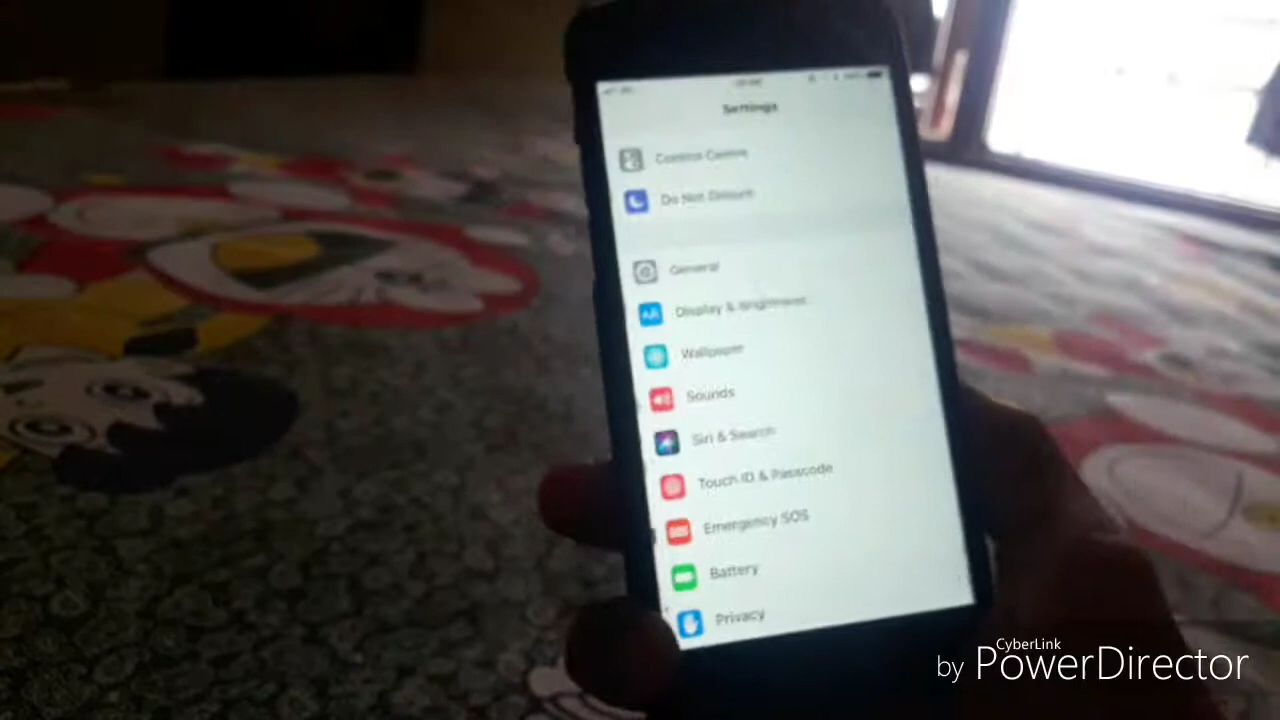 Settings
Control Centre
Do Not Disturb
General
Display & Brightness
Wallpaper
Sounds
Siri & Search
Touch ID & Passcode
SOS
Emergency SOS
Battery
Privacy
CyberLink
by PowerDirector